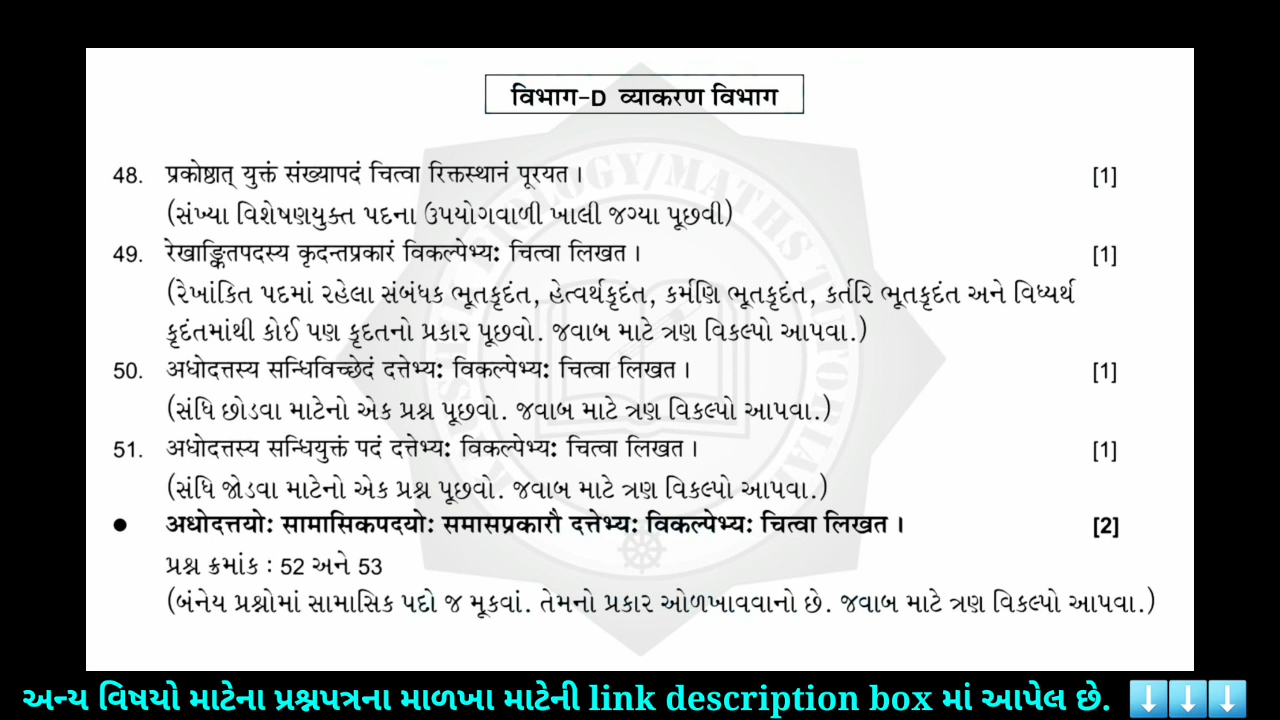 विभाग-D व्याकरण विभाग
48. प्रकोष्ठात् युक्तं संख्यापदं चित्वा रिक्तस्थानं पूरयत । [1]
(સંખ્યા વિશેષણયુક્ત પદના ઉપયોગવાળી ખાલી જગ્યા પૂછવી)
49. रेखाङ्कितपदस्य कृदन्तप्रकारं विकल्पेभ्यः चित्वा लिखत । [1]
(રેખાંકિત પદમાં રહેલા સંબંધક ભૂતકૃદંત, હેત્વર્થકૃદંત, કર્મણિ ભૂતકૃદંત, કર્તરિ ભૂતકૃદંત અને વિધ્યર્થ
કૃદંતમાંથી કોઈ પણ કૃદતનો પ્રકાર પૂછવો. જવાબ માટે ત્રણ વિકલ્પો આપવા.)
50. अधोदत्तस्य सन्धिविच्छेदं दत्तेभ्यः विकल्पेभ्यः चित्वा लिखत । [1]
(સંધિ છોડવા માટેનો એક પ્રશ્ન પૂછવો. જવાબ માટે ત્રણ વિકલ્પો આપવા.)
51. अधोदत्तस्य सन्धियुक्तं पदं दत्तेभ्यः विकल्पेभ्यः चित्वा लिखत । [1]
(સંધિ જોડવા માટેનો એક પ્રશ્ન પૂછવો. જવાબ માટે ત્રણ વિકલ્પો આપવા.)
● अधोदत्तयोः सामासिकपदयोः समासप्रकारौ दत्तेभ्यः विकल्पेभ्यः चित्वा लिखत । [2]
પ્રશ્ન ક્રમાંક : 52 અને 53
(બંનેય પ્રશ્નોમાં સામાસિક પદો જ મૂકવાં. તેમનો પ્રકાર ઓળખાવવાનો છે. જવાબ માટે ત્રણ વિકલ્પો આપવા.)
અન્ય વિષયો માટેના પ્રશ્નપત્રના માળખા માટેની link description box માં આપેલ છે. ⬇️⬇️⬇️